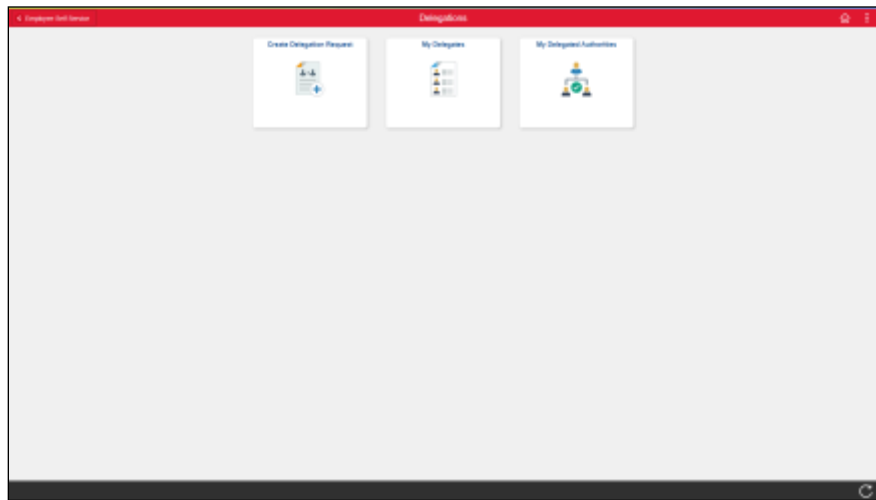 Employee Self Service
Delegations
Create Delegation Request
My Delegates
My Delegated Authorities